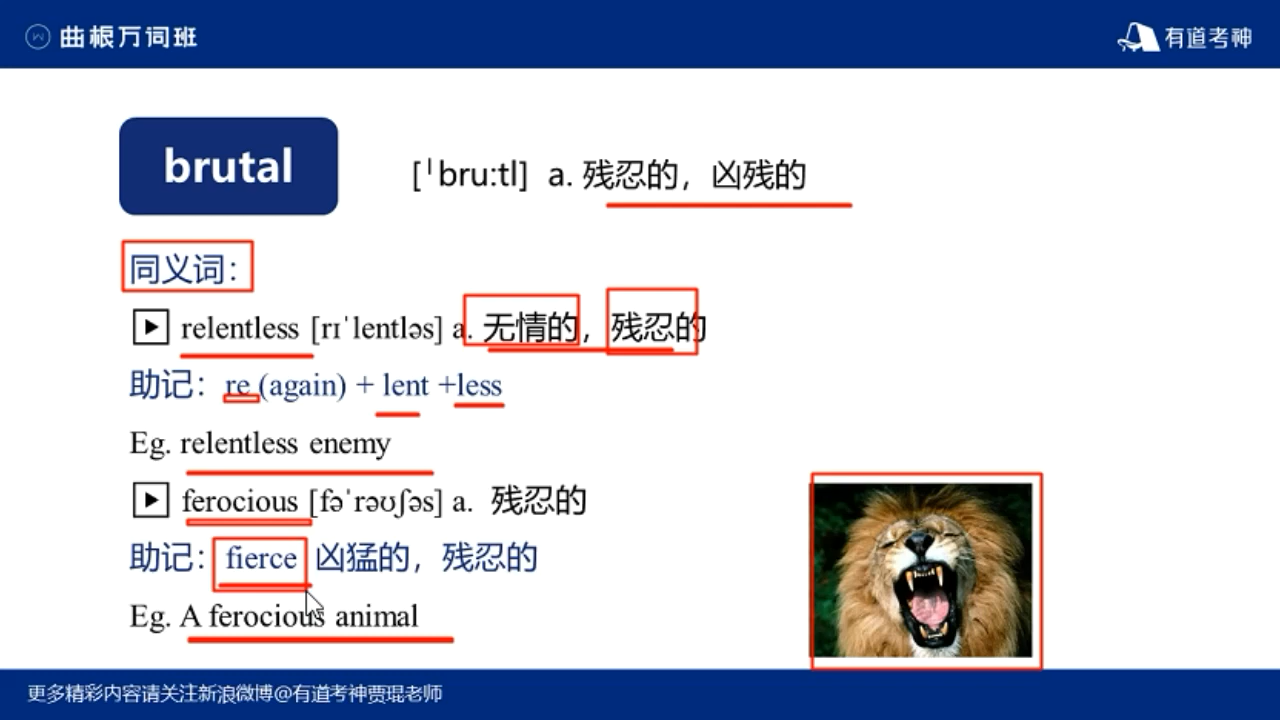 曲根万词班
有道考神
brutal
[ˈbru:tl] a. 残忍的，凶残的
同义词：
relentless [rɪˈlentləs] a. 无情的，残忍的
助记：re (again) + lent +less
Eg. relentless enemy
ferocious [fəˈrəʊʃəs] a. 残忍的
助记：fierce 凶猛的，残忍的
Eg. A ferocious animal
更多精彩内容请关注新浪微博@有道考神贾琨老师